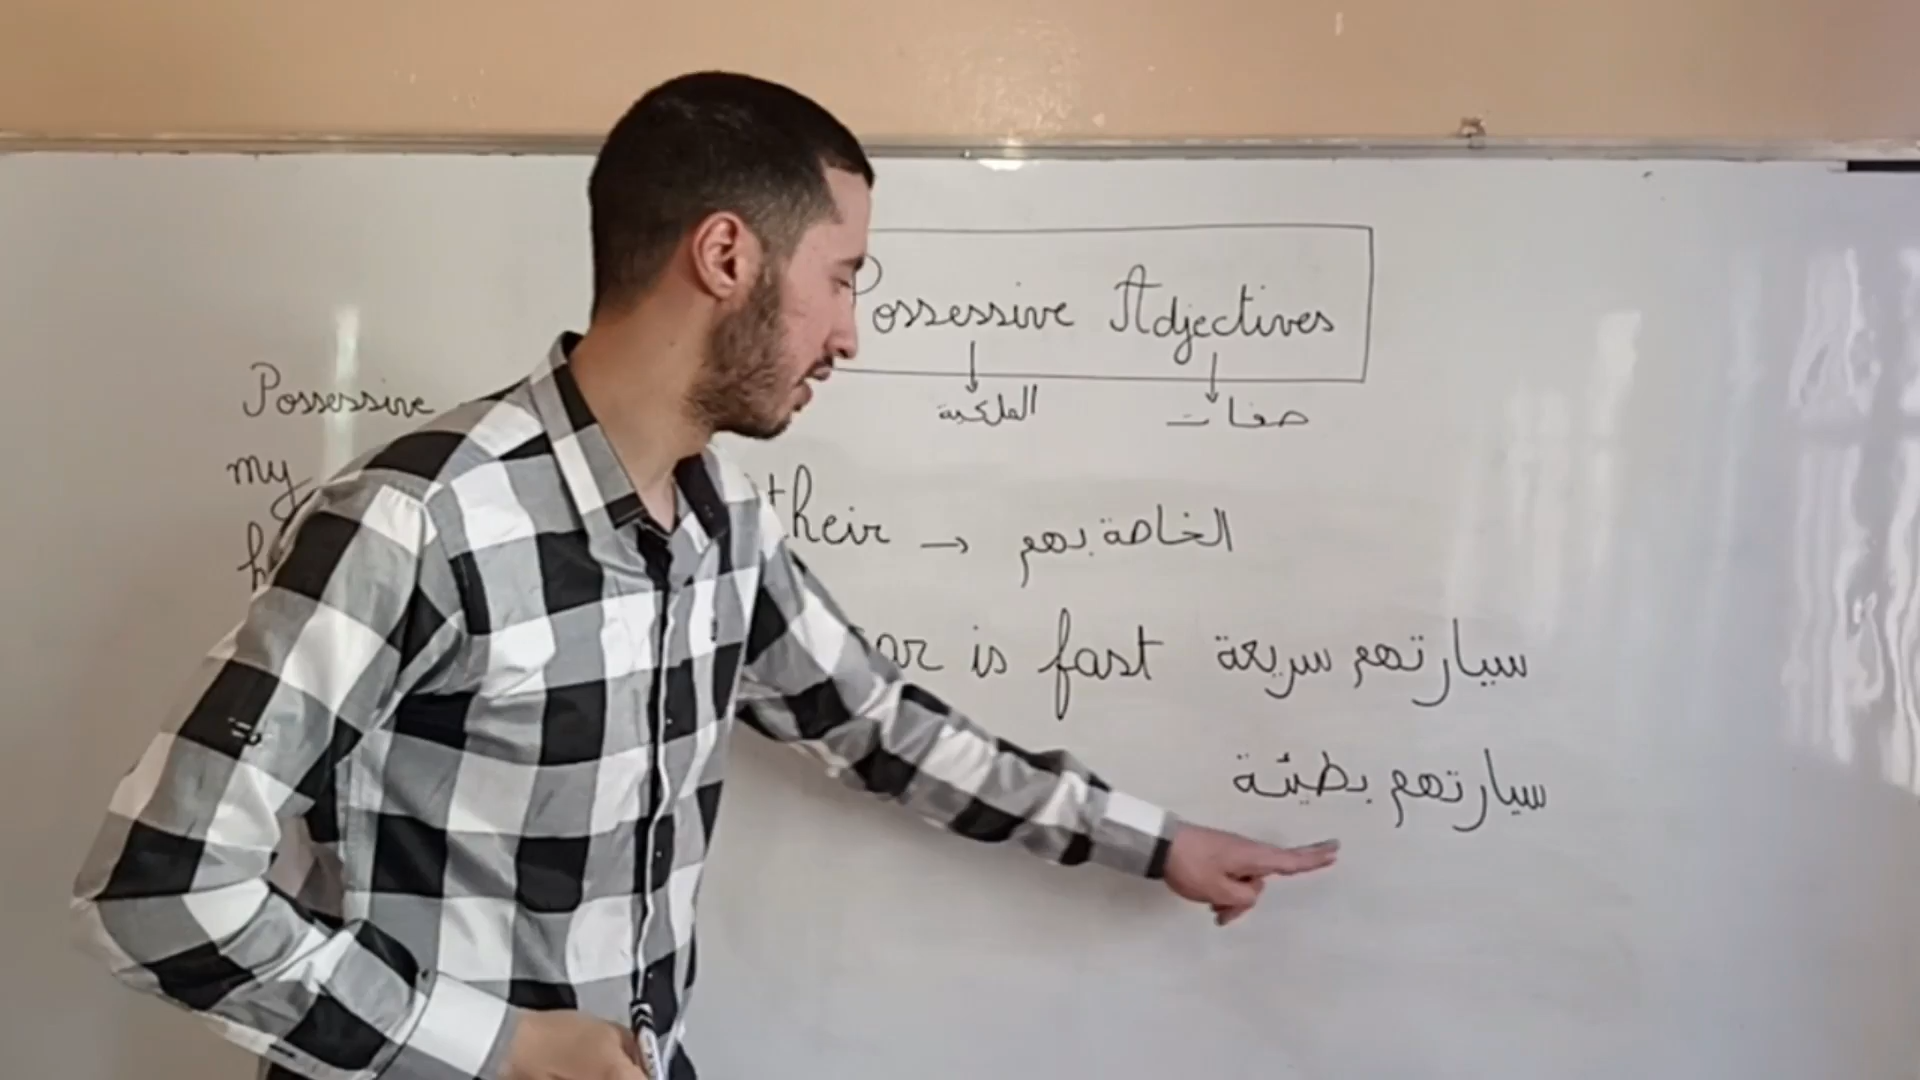 Possessive Adjectives
الملكية صفات
Possessive
my
their → الخاصة بهم
is fast سيارتهم سريعة
سيارتهم بطيئة